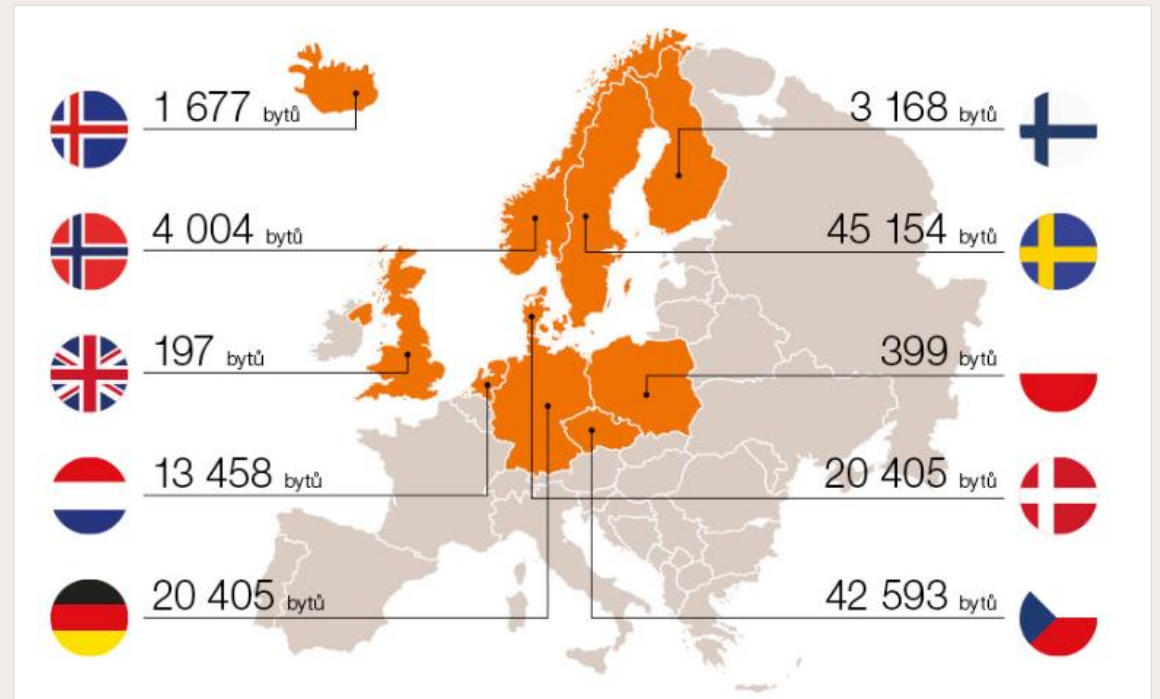 1 677 bytů
3 168 bytů
4 004 bytů
45 154 bytů
197 bytů
399 bytů
13 458 bytů
20 405 bytů
20 405 bytů
42 593 bytů